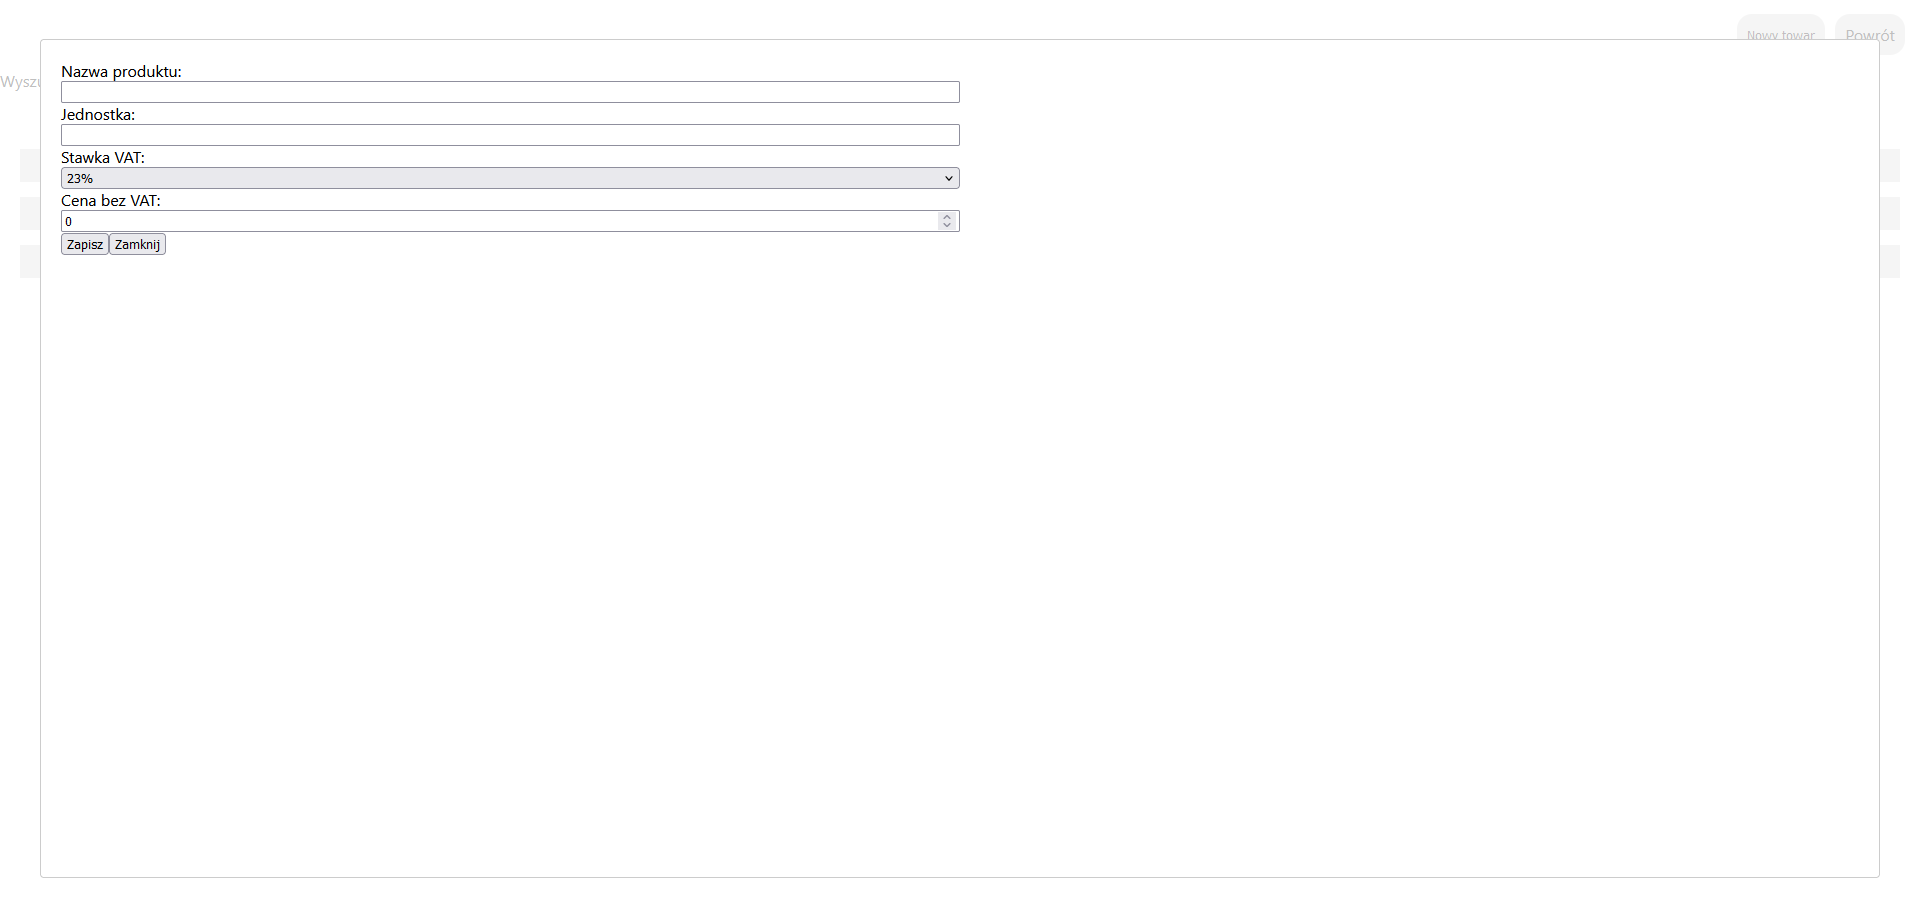 Nowy towar Powrót
Nazwa produktu:
Jednostka:
Stawka VAT:
23%
Cena bez VAT:
0
Zapisz Zamknij